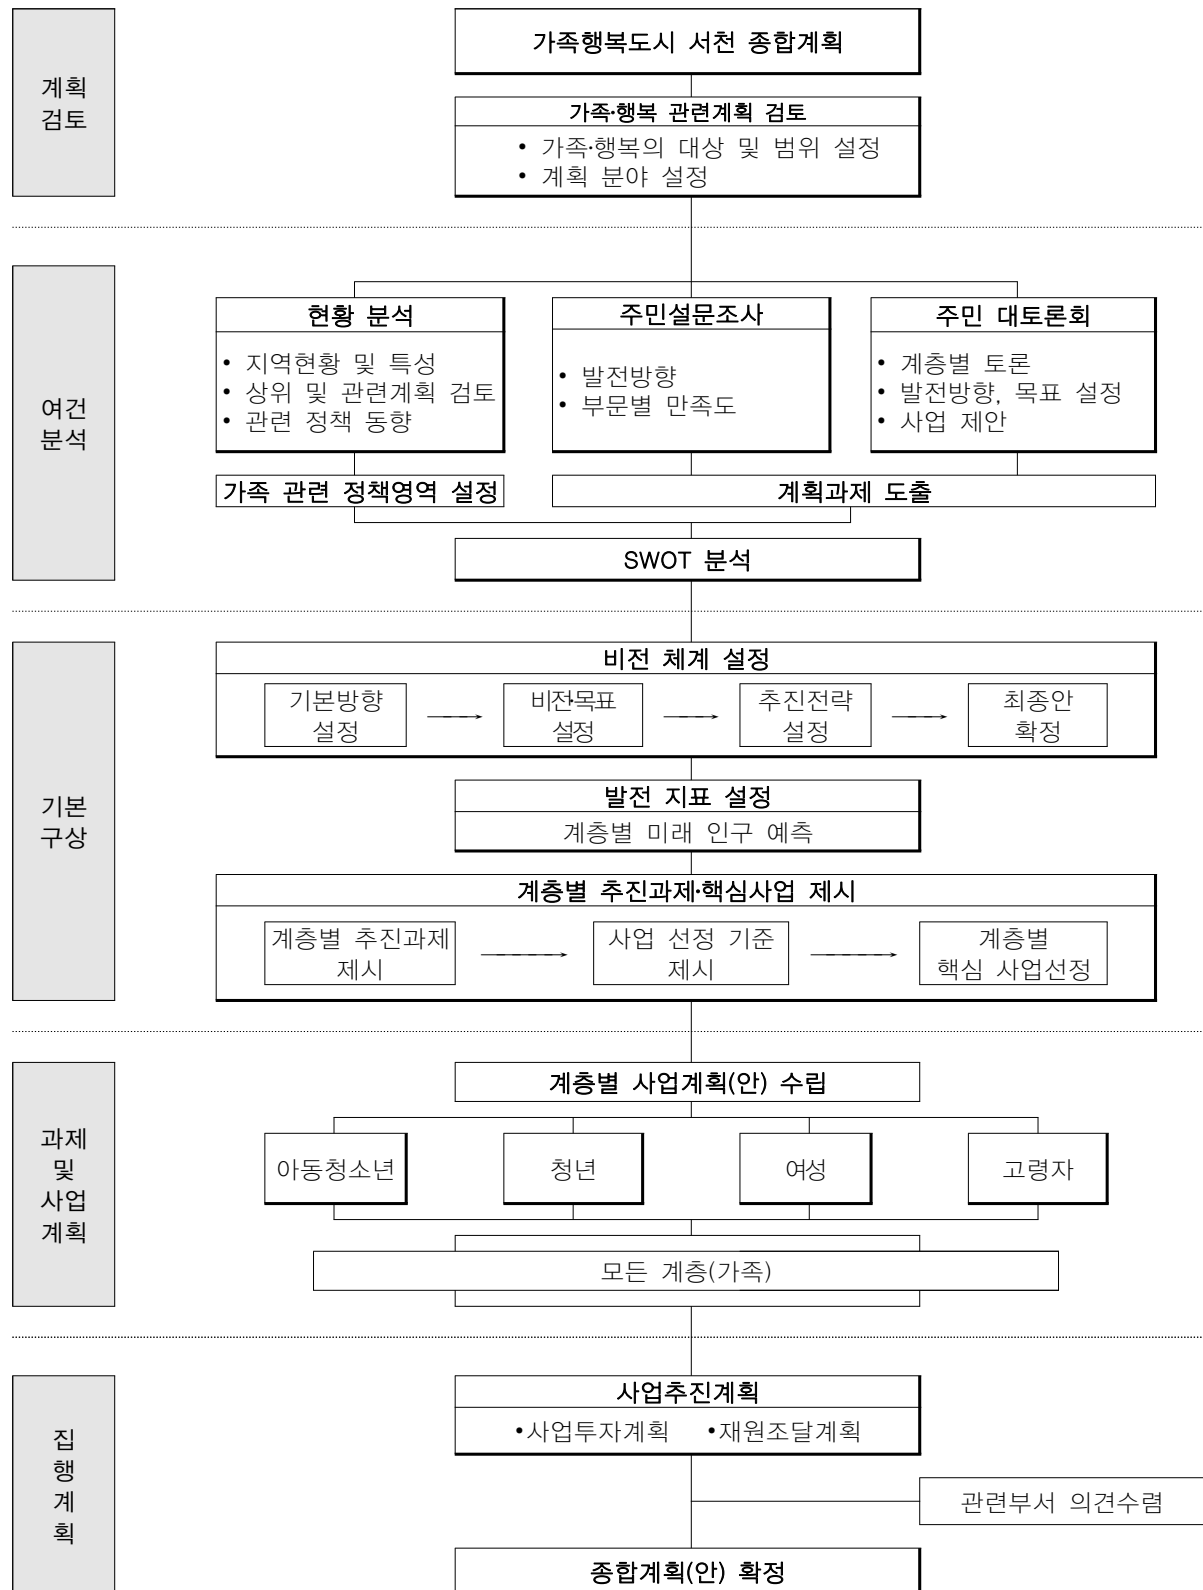 계획
검토
가족행복도시 서천 종합계획
가족·행복 관련계획 검토
• 가족·행복의 대상 및 범위 설정
• 계획 분야 설정
여건
분석
현황 분석
• 지역현황 및 특성
• 상위 및 관련계획 검토
• 관련 정책 동향
주민설문조사
• 발전방향
• 부문별 만족도
주민 대토론회
• 계층별 토론
• 발전방향, 목표 설정
• 사업 제안
가족 관련 정책영역 설정
계획과제 도출
SWOT 분석
기본
구상
비전 체계 설정
기본방향
설정
비전·목표
설정
추진전략
설정
최종안
확정
발전 지표 설정
계층별 미래 인구 예측
계층별 추진과제·핵심사업 제시
계층별 추진과제
제시
사업 선정 기준
제시
계층별
핵심 사업선정
과제
및
사업
계획
계층별 사업계획(안) 수립
아동청소년
청년
여성
고령자
모든 계층(가족)
집
행
계
획
사업추진계획
•사업투자계획 •재원조달계획
관련부서 의견수렴
종합계획(안) 확정